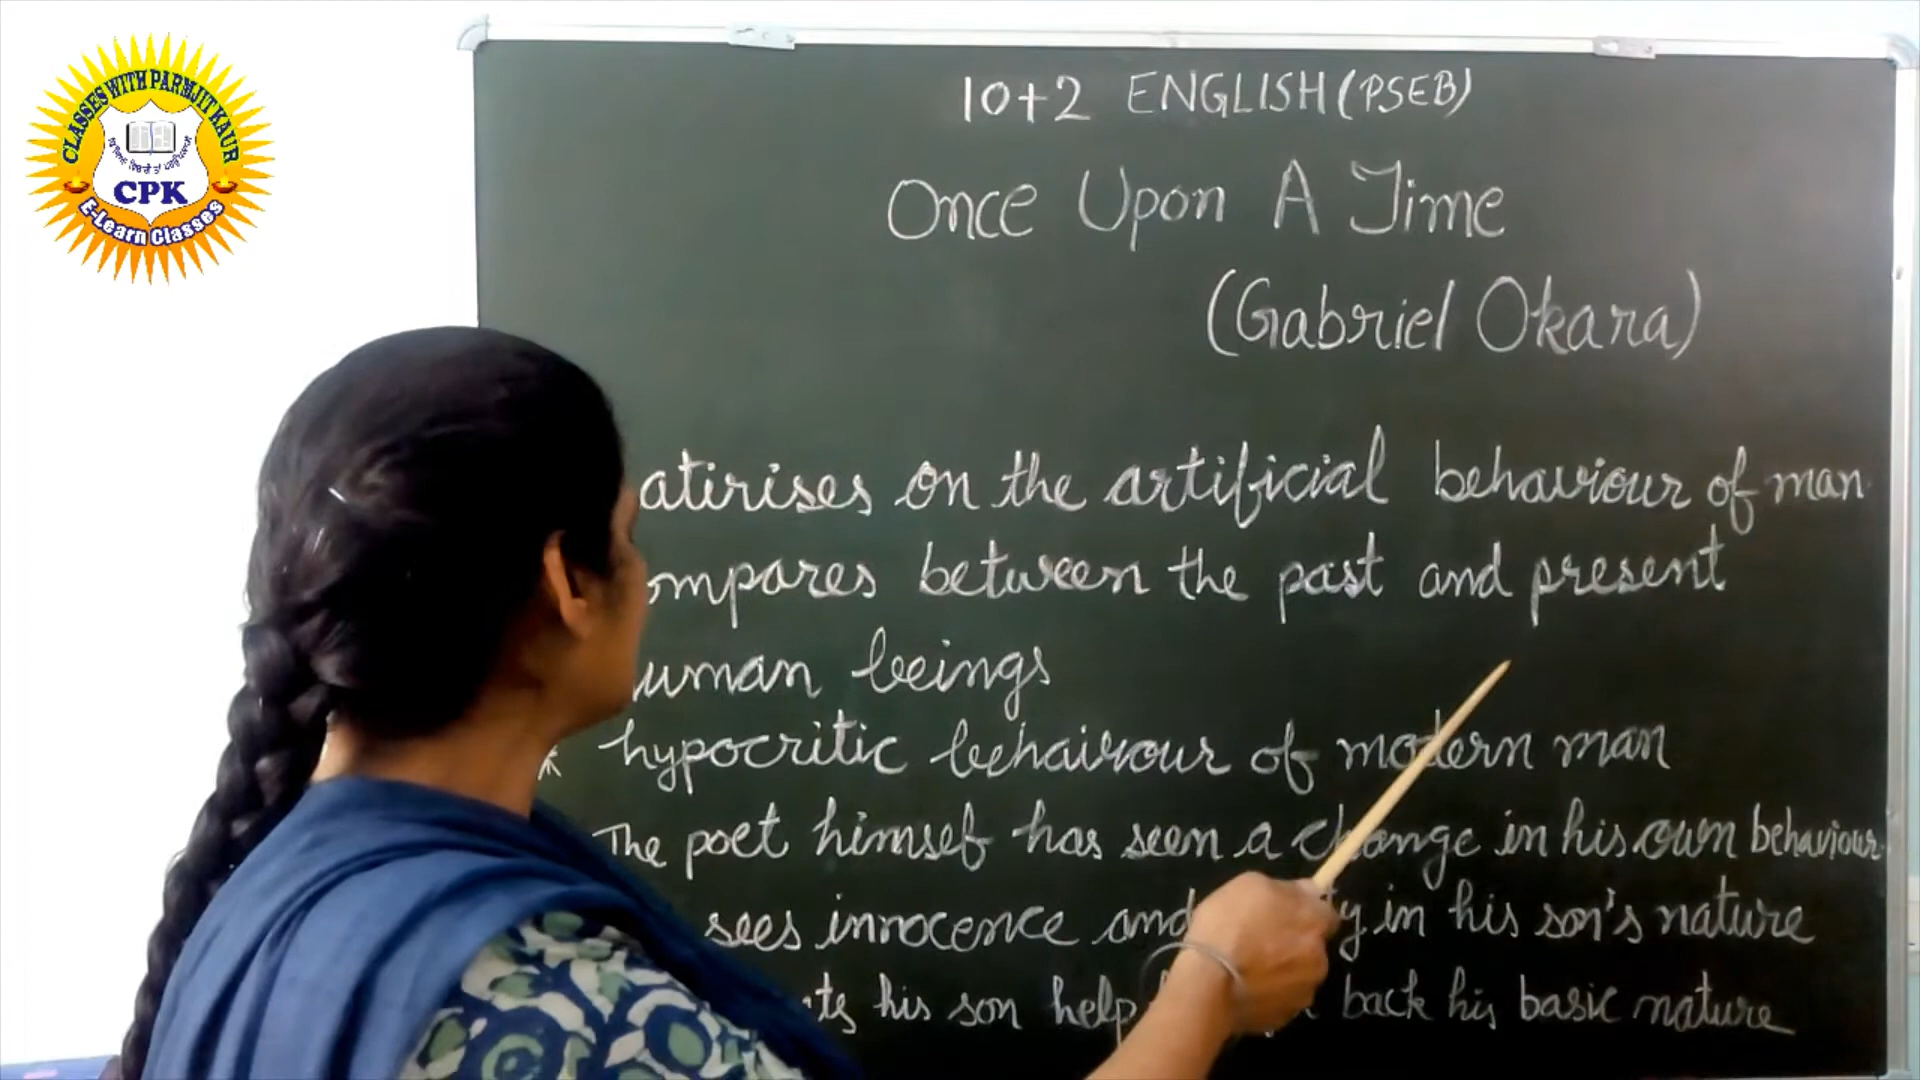 CLASSES WITH PARMJIT KAUR
CPK
E-Learn Classes
10+2 ENGLISH (PSEB)
Once Upon A Time
(Gabriel Okara)
atirises on the artificial behaviour of man
ompares between the past and present
uman beings
hypocritic behaiviour of modern man
The poet himsef has seen a change in his own behaviour.
sees innocence and in his son's nature
his son help back his basic nature